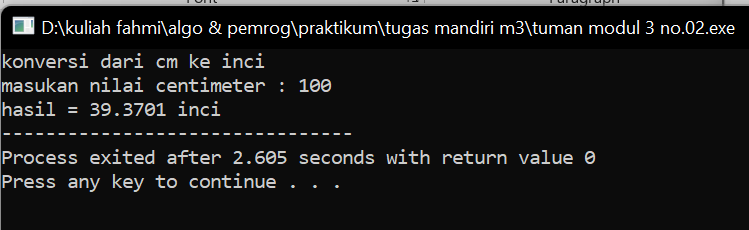 D:\kuliah fahmi\algo & pemrog\praktikum\tugas mandiri m3\tuman modul 3 no.02.exe
konversi dari cm ke inci
masukan nilai centimeter : 100
hasil = 39.3701 inci
--------------------------------
Process exited after 2.605 seconds with return value 0
Press any key to continue . . .